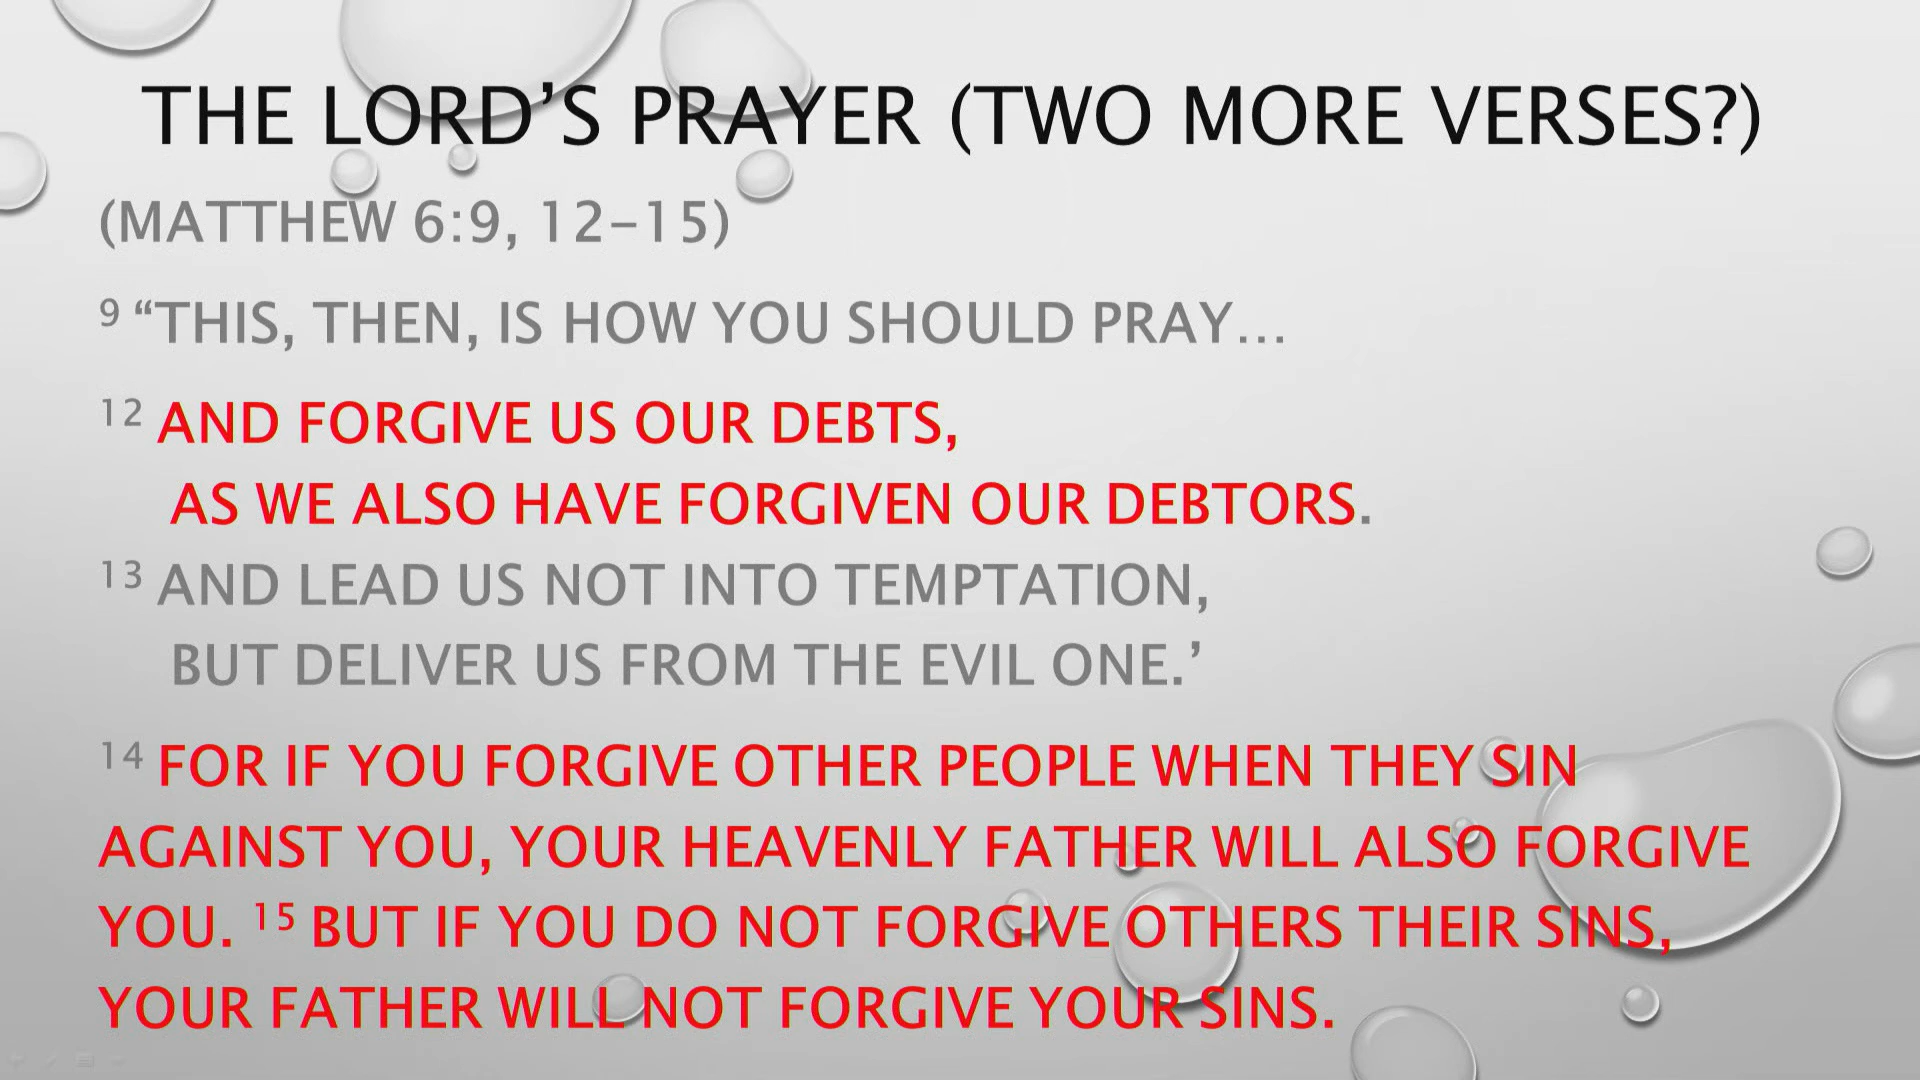 THE LORD’S PRAYER (TWO MORE VERSES?)
(MATTHEW 6:9, 12–15)
9 “THIS, THEN, IS HOW YOU SHOULD PRAY…
12 AND FORGIVE US OUR DEBTS,
AS WE ALSO HAVE FORGIVEN OUR DEBTORS.
13 AND LEAD US NOT INTO TEMPTATION,
BUT DELIVER US FROM THE EVIL ONE.’
14 FOR IF YOU FORGIVE OTHER PEOPLE WHEN THEY SIN
AGAINST YOU, YOUR HEAVENLY FATHER WILL ALSO FORGIVE
YOU. 15 BUT IF YOU DO NOT FORGIVE OTHERS THEIR SINS,
YOUR FATHER WILL NOT FORGIVE YOUR SINS.